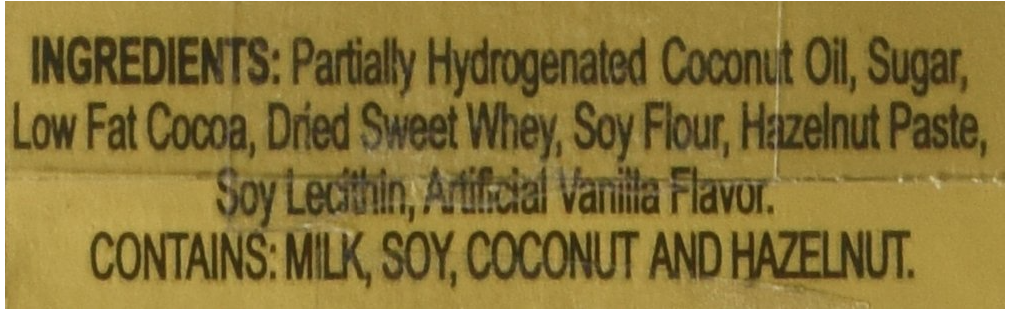 INGREDIENTS: Partially Hydrogenated Coconut Oil, Sugar,
Low Fat Cocoa, Dried Sweet Whey, Soy Flour, Hazelnut Paste,
Soy Lecithin, Artificial Vanilla Flavor.
CONTAINS: MILK, SOY, COCONUT AND HAZELNUT.